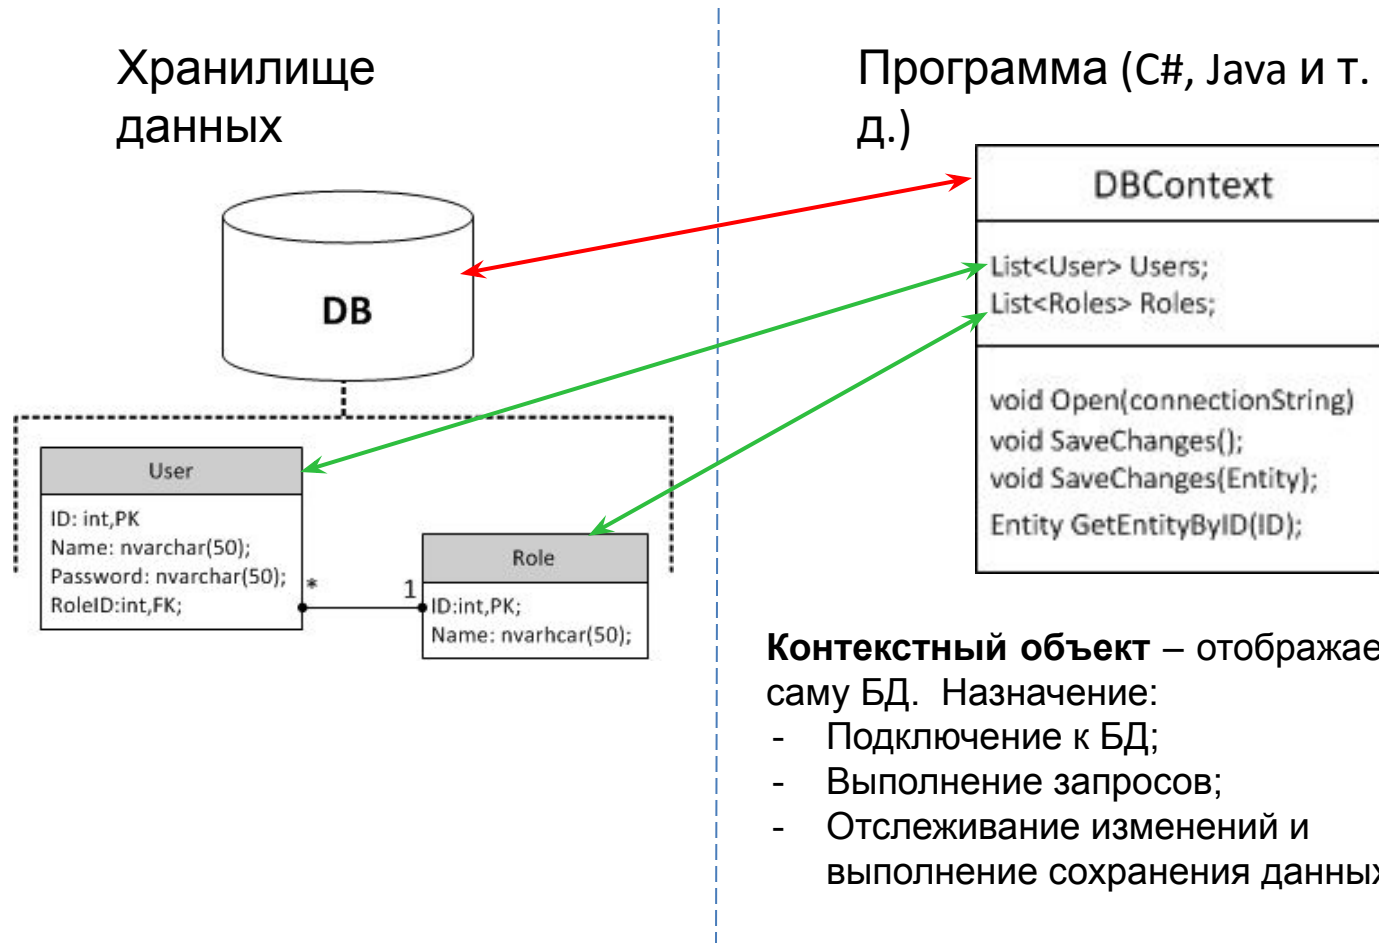 Хранилище
данных
DB
User
ID: int,PK
Name: nvarchar(50);
Password: nvarchar(50);
RoleID:int,FK;
*
1
Role
ID:int,PK;
Name: nvarhcar(50);
Программа (C#, Java и т.
д.)
DBContext
List<User> Users;
List<Roles> Roles;
void Open(connectionString)
void SaveChanges();
void SaveChanges(Entity);
Entity GetEntityByID(ID);
Контекстный объект – отображае
саму БД. Назначение:
- Подключение к БД;
- Выполнение запросов;
- Отслеживание изменений и
выполнение сохранения данных